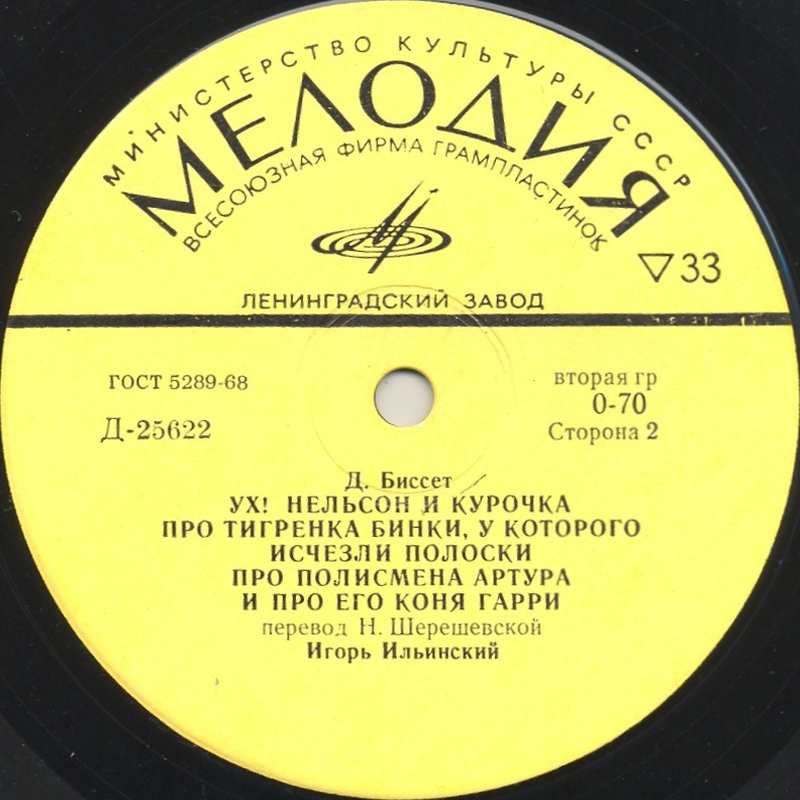 МИНИСТЕРСТВО КУЛЬТУРЫ СССР
МЕЛОДИЯ
ВСЕСОЮЗНАЯ ФИРМА ГРАМПЛАСТИНОК
▽33
ЛЕНИНГРАДСКИЙ ЗАВОД
ГОСТ 5289-68
Д-25622
вторая гр
0-70
Сторона 2
Д. Биссет
УХ! НЕЛЬСОН И КУРОЧКА
ПРО ТИГРЕНКА БИНКИ, У КОТОРОГО
ИСЧЕЗЛИ ПОЛОСКИ
ПРО ПОЛИСМЕНА АРТУРА
И ПРО ЕГО КОНЯ ГАРРИ
перевод Н. Шерешевской
Игорь Ильинский